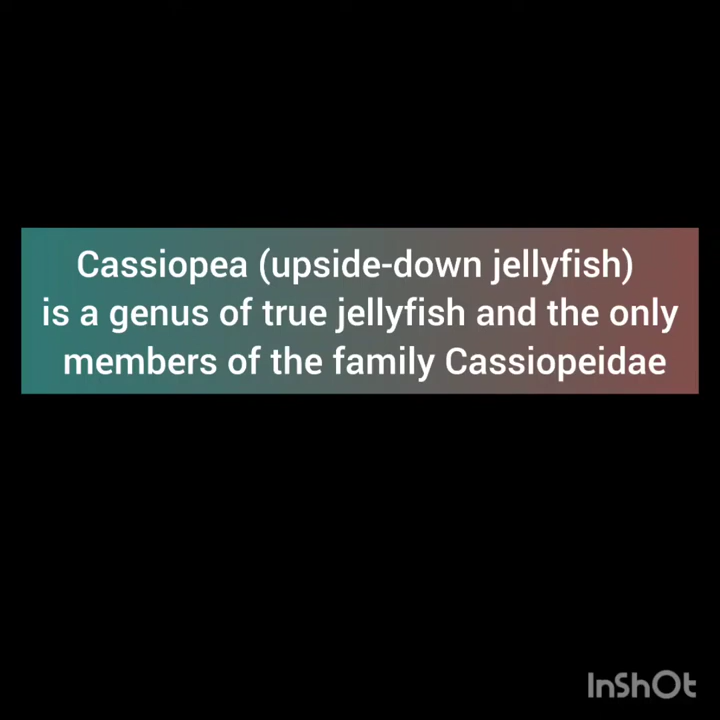 Cassiopea (upside-down jellyfish)
is a genus of true jellyfish and the only
members of the family Cassiopeidae
InShOt